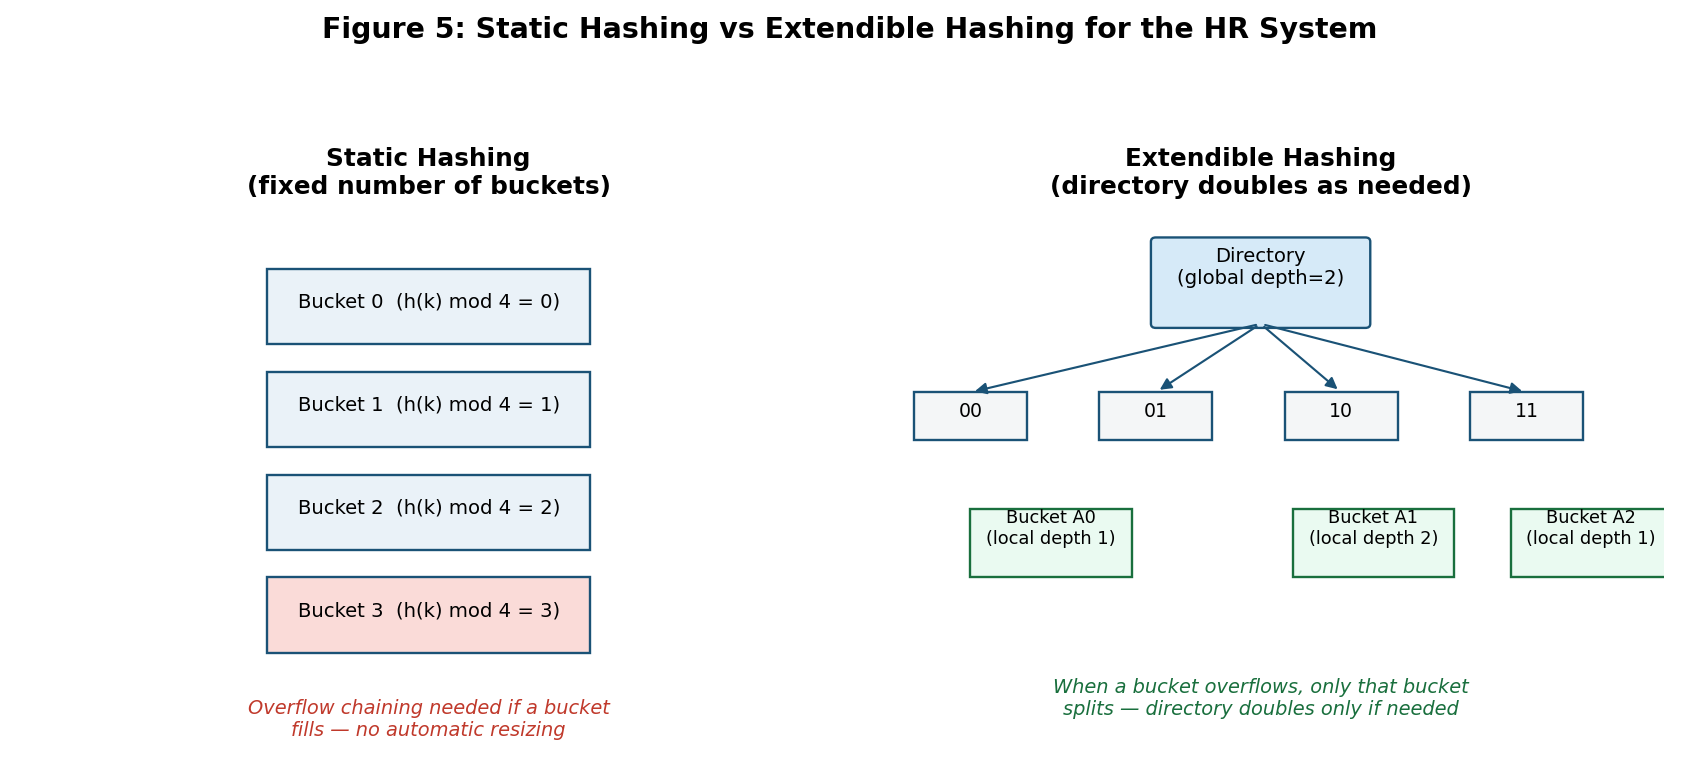 Figure 5: Static Hashing vs Extendible Hashing for the HR System
Static Hashing
(fixed number of buckets)
Bucket 0  (h(k) mod 4 = 0)
Bucket 1  (h(k) mod 4 = 1)
Bucket 2  (h(k) mod 4 = 2)
Bucket 3  (h(k) mod 4 = 3)
Overflow chaining needed if a bucket
fills — no automatic resizing
Extendible Hashing
(directory doubles as needed)
Directory
(global depth=2)
00
01
10
11
Bucket A0
(local depth 1)
Bucket A1
(local depth 2)
Bucket A2
(local depth 1)
When a bucket overflows, only that bucket
splits — directory doubles only if needed